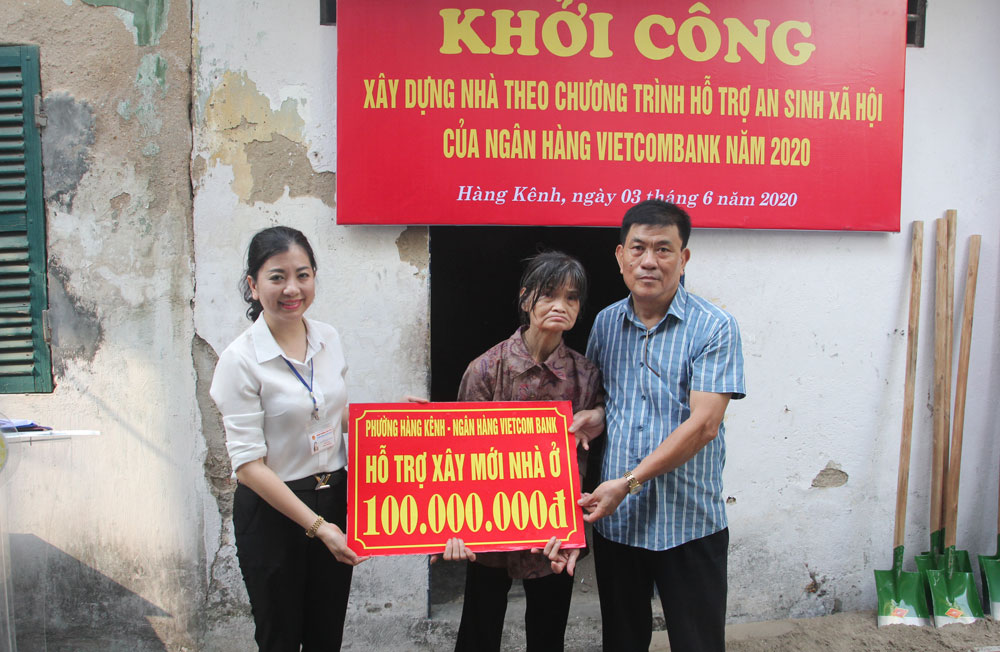 KHỞI CÔNG
XÂY DỰNG NHÀ THEO CHƯƠNG TRÌNH HỖ TRỢ AN SINH XÃ HỘI
CỦA NGÂN HÀNG VIETCOMBANK NĂM 2020
Hàng Kênh, ngày 03 tháng 6 năm 2020
PHƯỜNG HÀNG KÊNH - NGÂN HÀNG VIETCOM BANK
HỖ TRỢ XÂY MỚI NHÀ Ở
100.000.000đ